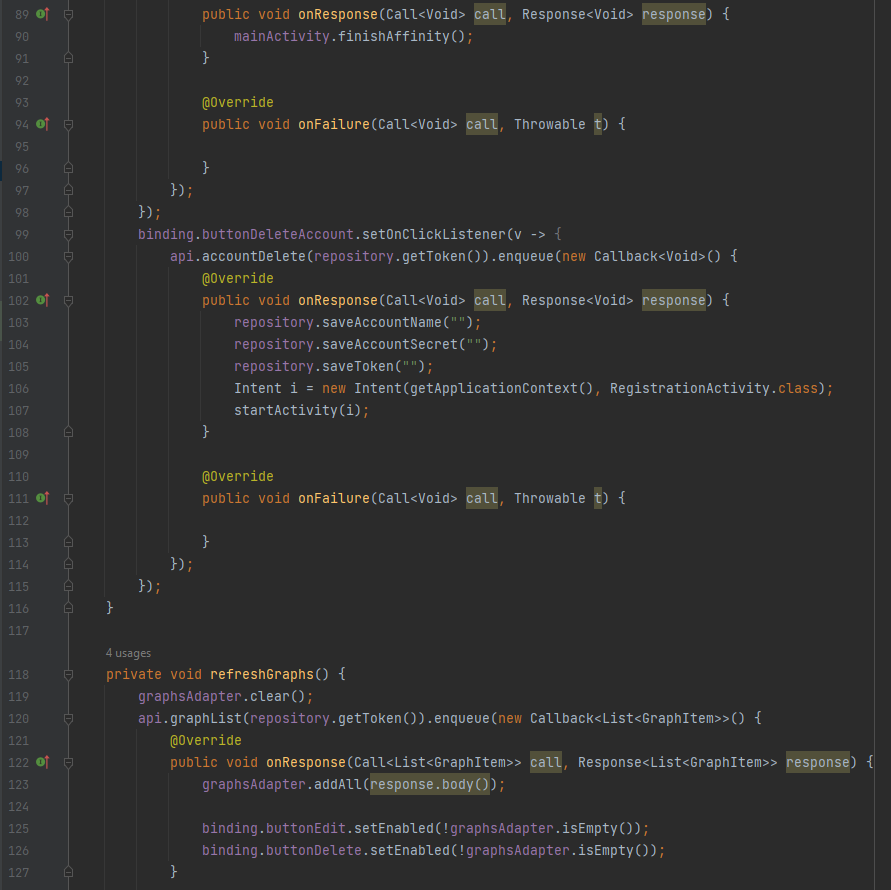 89 public void onResponse(Call<Void> call, Response<Void> response) {
90 mainActivity.finishAffinity();
91 }
92
93 @Override
94 public void onFailure(Call<Void> call, Throwable t) {
95
96 }
97 });
98 });
99 binding.buttonDeleteAccount.setOnClickListener(v -> {
100 api.accountDelete(repository.getToken()).enqueue(new Callback<Void>() {
101 @Override
102 public void onResponse(Call<Void> call, Response<Void> response) {
103 repository.saveAccountName("");
104 repository.saveAccountSecret("");
105 repository.saveToken("");
106 Intent i = new Intent(getApplicationContext(), RegistrationActivity.class);
107 startActivity(i);
108 }
109
110 @Override
111 public void onFailure(Call<Void> call, Throwable t) {
112
113 }
114 });
115 });
116 }
117
4 usages
118 private void refreshGraphs() {
119 graphsAdapter.clear();
120 api.graphList(repository.getToken()).enqueue(new Callback<List<GraphItem>>() {
121 @Override
122 public void onResponse(Call<List<GraphItem>> call, Response<List<GraphItem>> response) {
123 graphsAdapter.addAll(response.body());
124
125 binding.buttonEdit.setEnabled(!graphsAdapter.isEmpty());
126 binding.buttonDelete.setEnabled(!graphsAdapter.isEmpty());
127 }